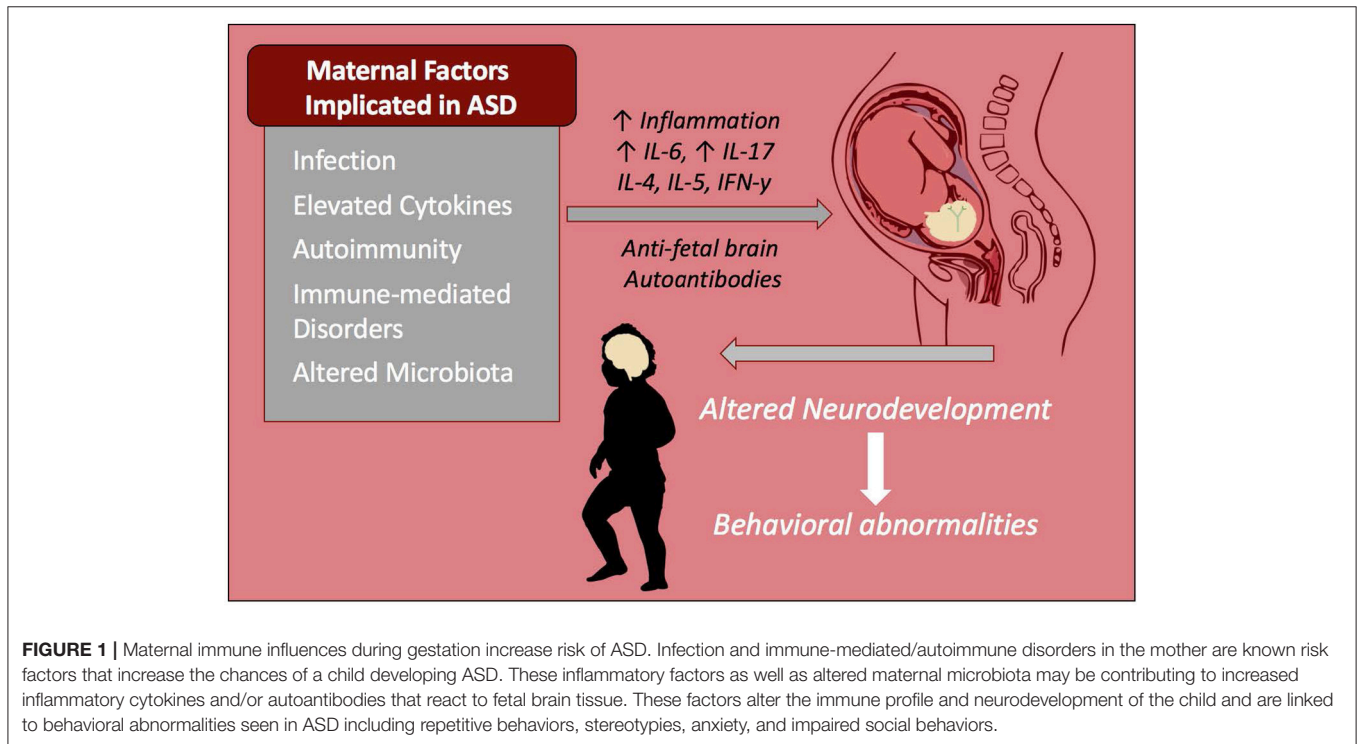 Maternal Factors
Implicated in ASD
Infection
Elevated Cytokines
Autoimmunity
Immune-mediated
Disorders
Altered Microbiota
↑ Inflammation
↑ IL-6, ↑ IL-17
IL-4, IL-5, IFN-y
Anti-fetal brain
Autoantibodies
Altered Neurodevelopment
Behavioral abnormalities
FIGURE 1 | Maternal immune influences during gestation increase risk of ASD. Infection and immune-mediated/autoimmune disorders in the mother are known risk
factors that increase the chances of a child developing ASD. These inflammatory factors as well as altered maternal microbiota may be contributing to increased
inflammatory cytokines and/or autoantibodies that react to fetal brain tissue. These factors alter the immune profile and neurodevelopment of the child and are linked
to behavioral abnormalities seen in ASD including repetitive behaviors, stereotypies, anxiety, and impaired social behaviors.